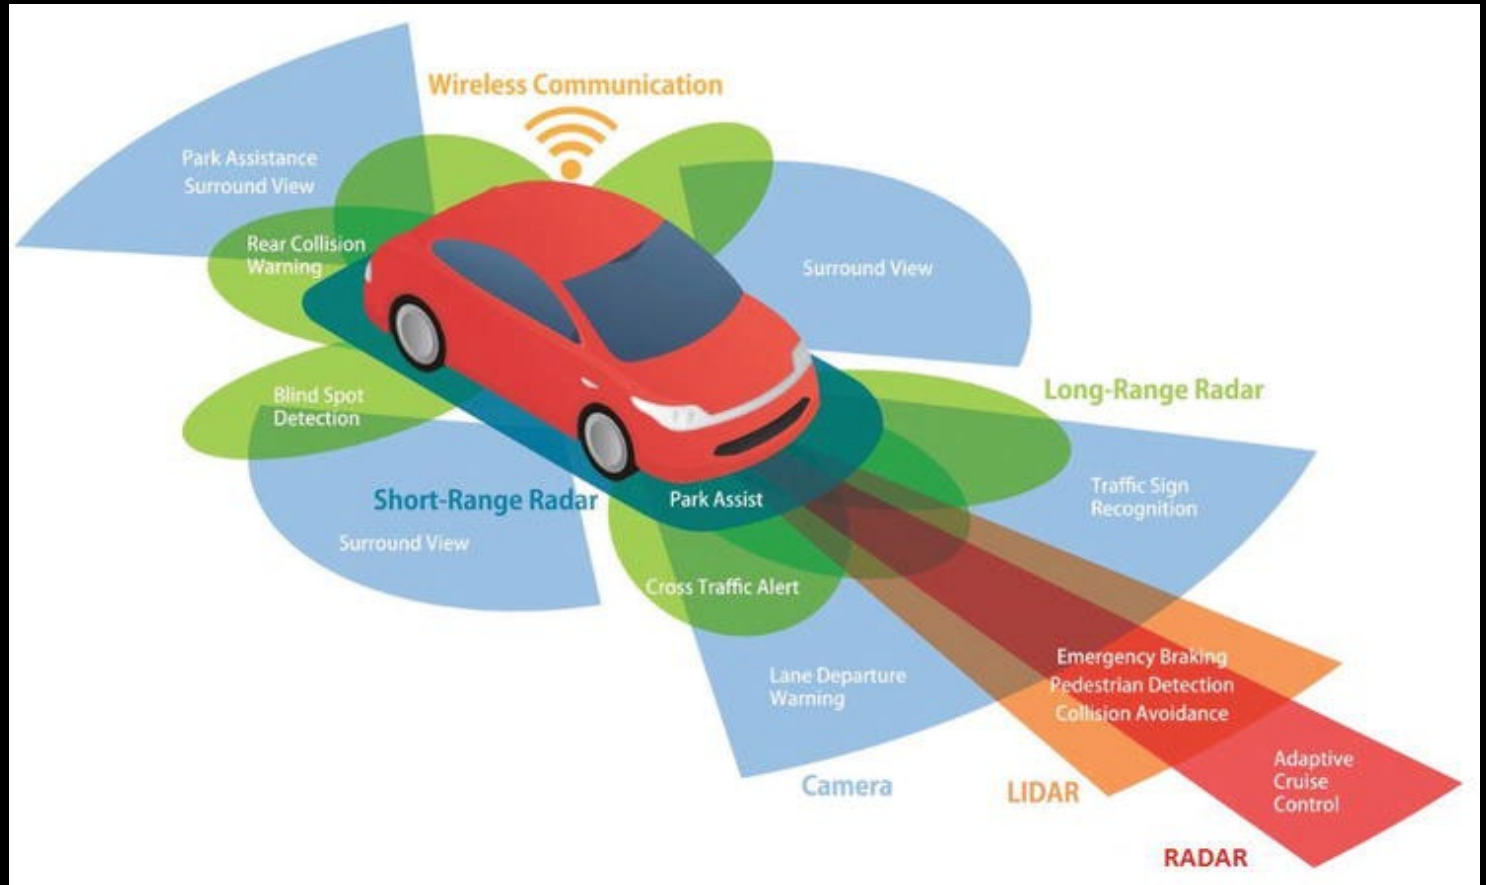 Wireless Communication
Park Assistance
Surround View
Rear Collision
Warning
Surround View
Blind Spot
Detection
Long-Range Radar
Short-Range Radar
Park Assist
Traffic Sign
Recognition
Surround View
Cross Traffic Alert
Lane Departure
Warning
Emergency Braking
Pedestrian Detection
Collision Avoidance
Camera
LIDAR
Adaptive
Cruise
Control
RADAR